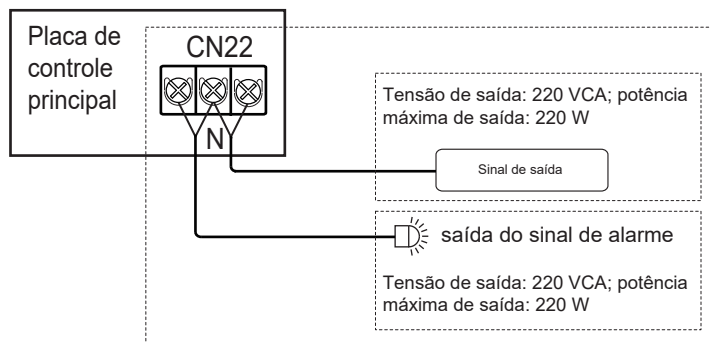 Placa de
controle
principal
CN22
N
Tensão de saída: 220 VCA; potência
máxima de saída: 220 W
Sinal de saída
saída do sinal de alarme
Tensão de saída: 220 VCA; potência
máxima de saída: 220 W